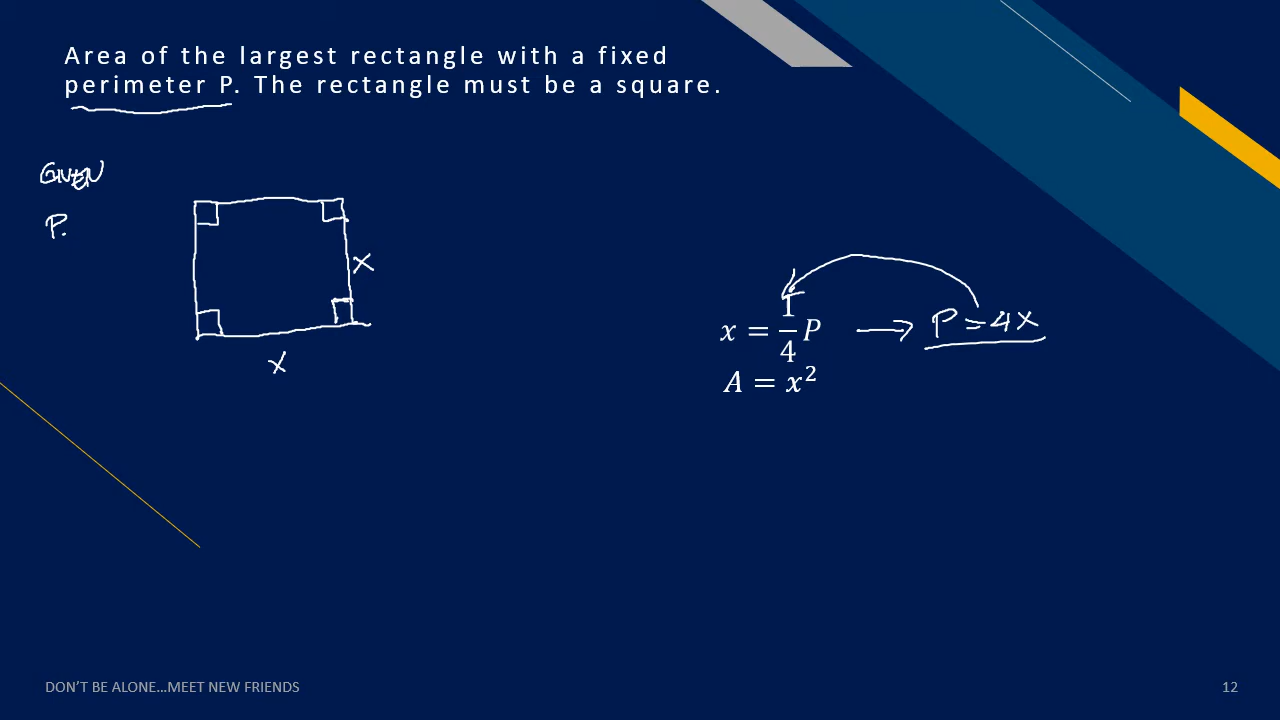 Area of the largest rectangle with a fixed
perimeter P. The rectangle must be a square.
GIVEN
P.
x
x
x = 1/4 P → P = 4x
A = x²
DON'T BE ALONE...MEET NEW FRIENDS
12